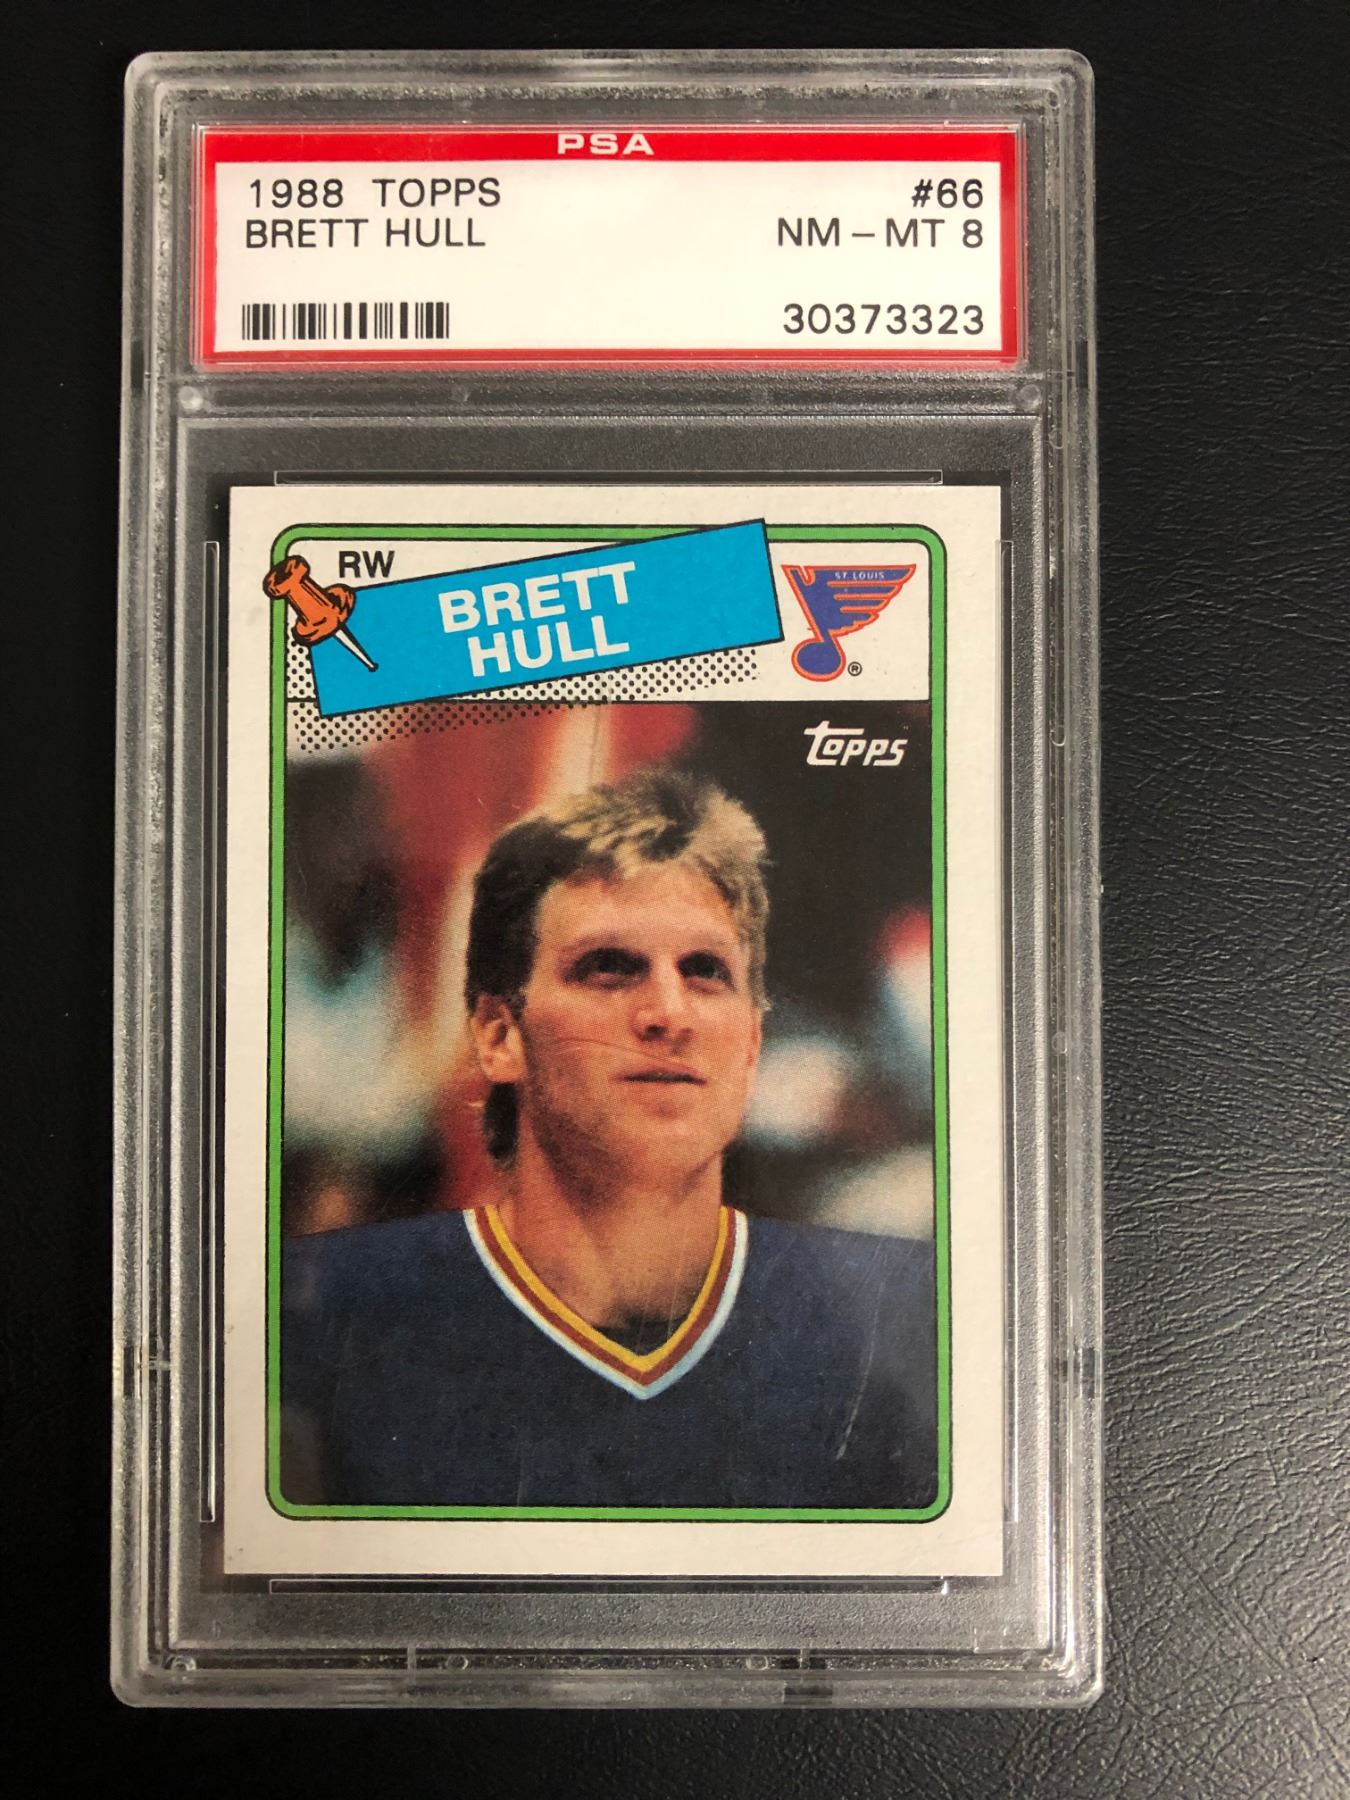 PSA
1988 TOPPS #66
BRETT HULL NM-MT 8
30373323
RW
BRETT
HULL
ST. LOUIS
®
TOPPS